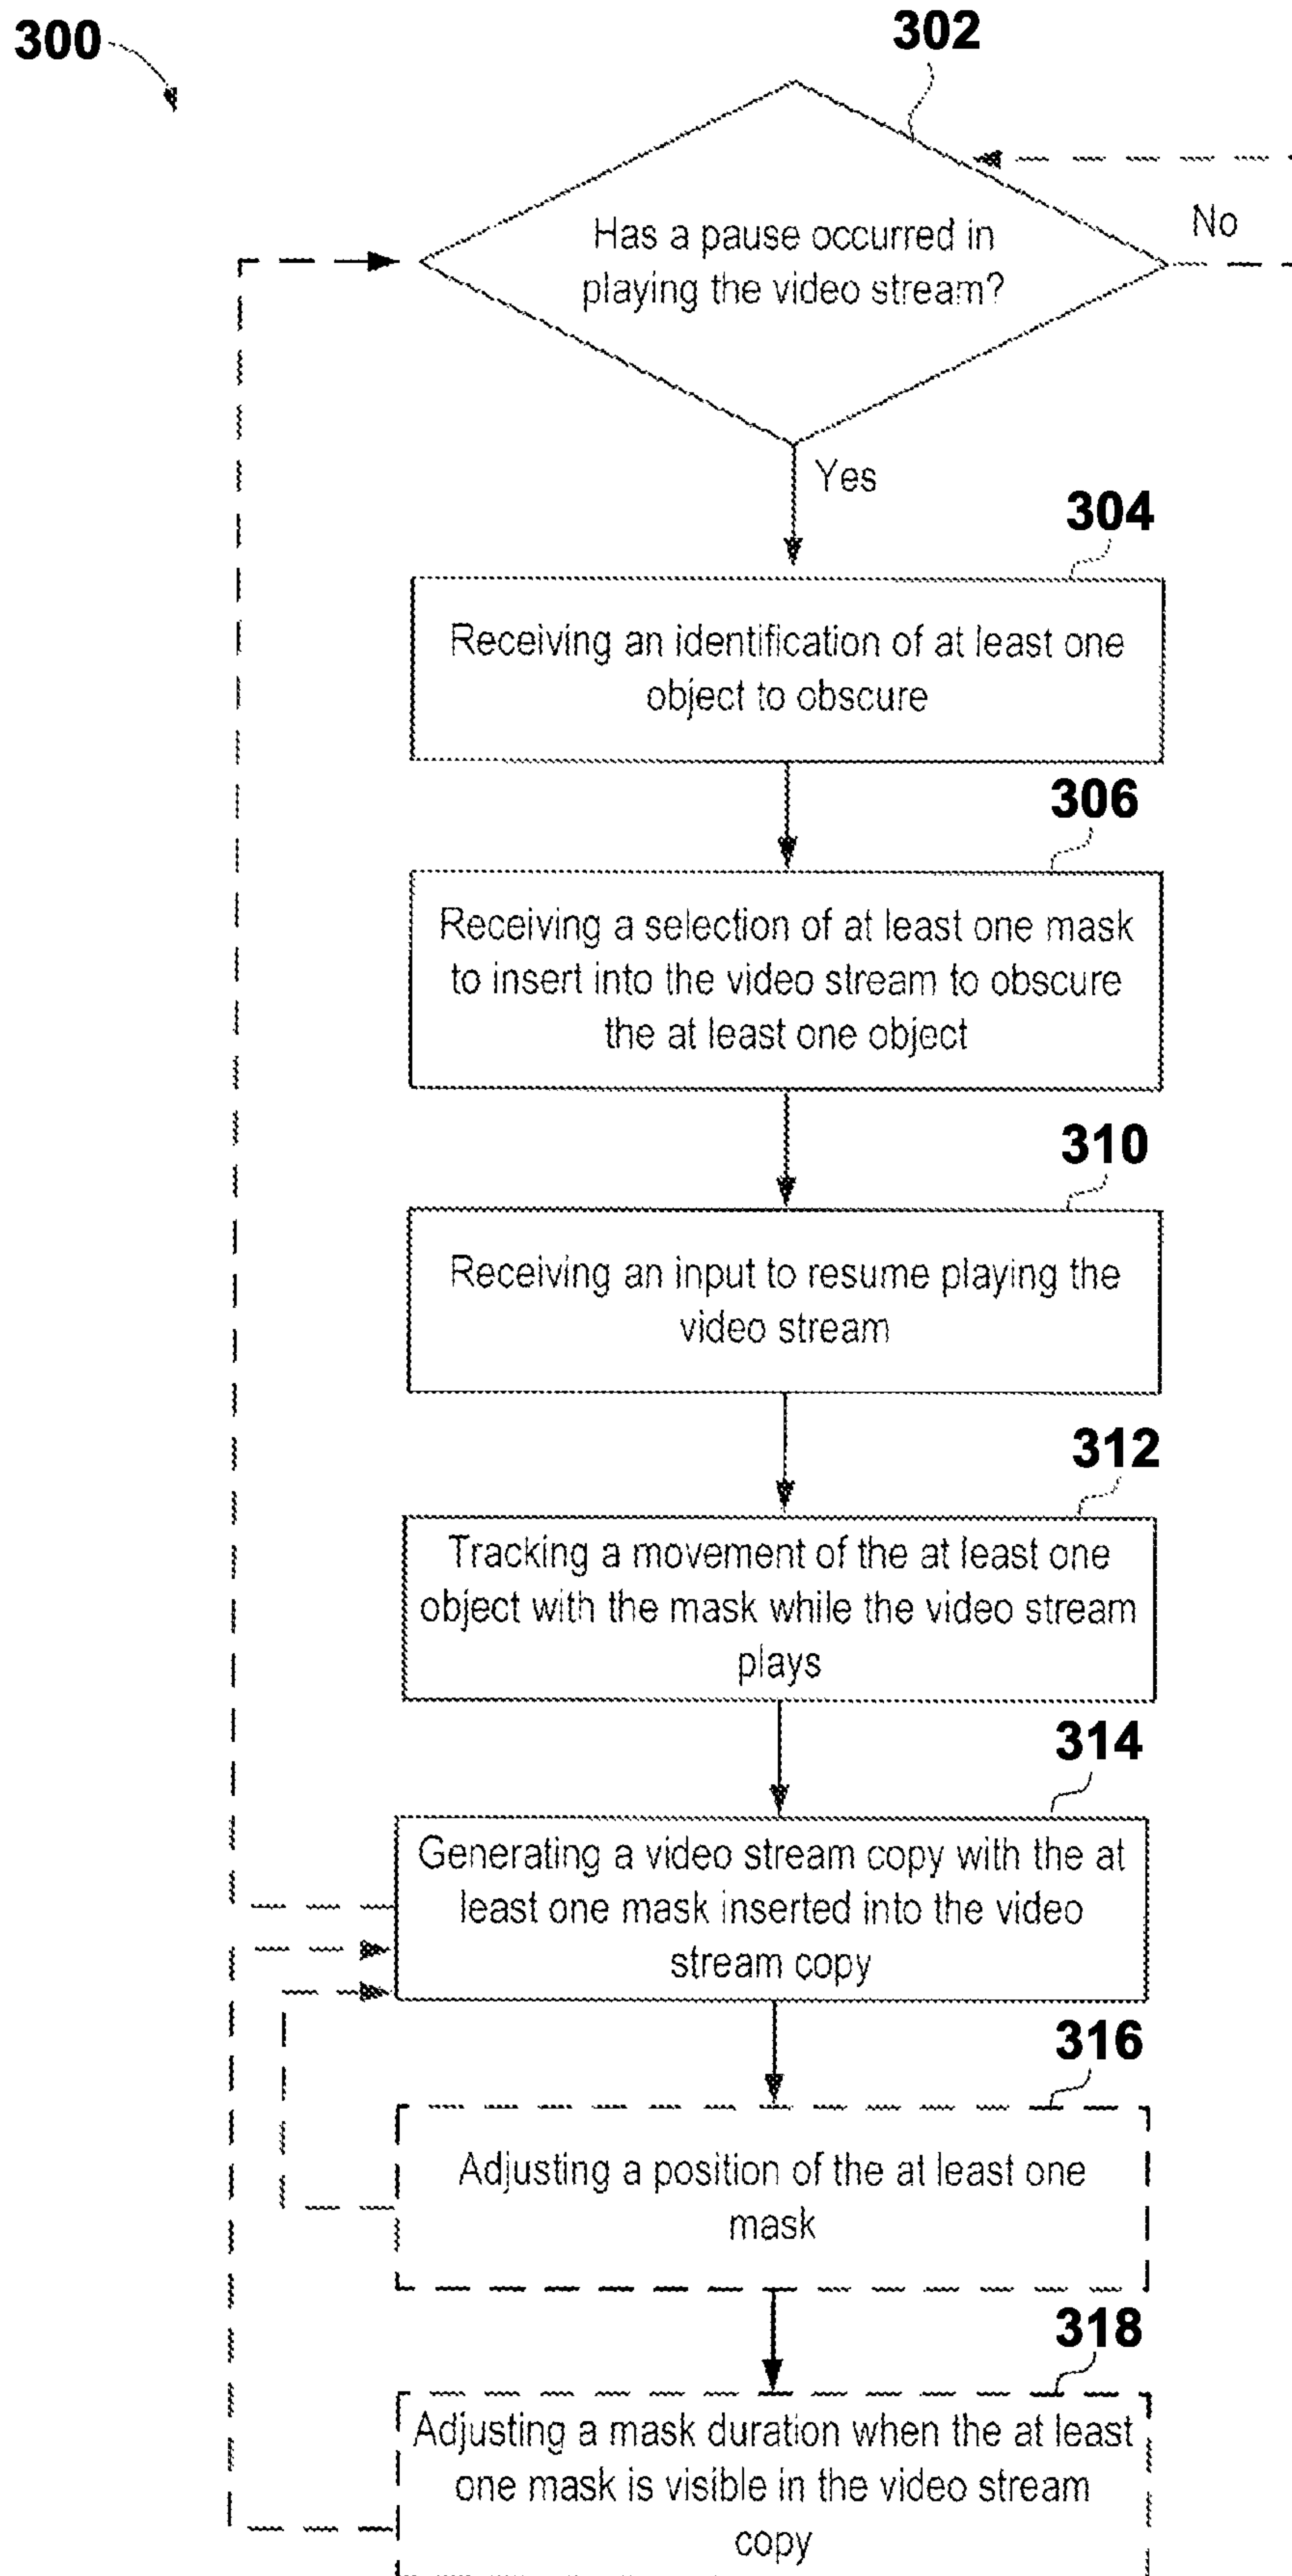 300
302
Has a pause occurred in
playing the video stream?
No
Yes
304
Receiving an identification of at least one
object to obscure
306
Receiving a selection of at least one mask
to insert into the video stream to obscure
the at least one object
310
Receiving an input to resume playing the
video stream
312
Tracking a movement of the at least one
object with the mask while the video stream
plays
314
Generating a video stream copy with the at
least one mask inserted into the video
stream copy
316
Adjusting a position of the at least one
mask
318
Adjusting a mask duration when the at least
one mask is visible in the video stream
copy